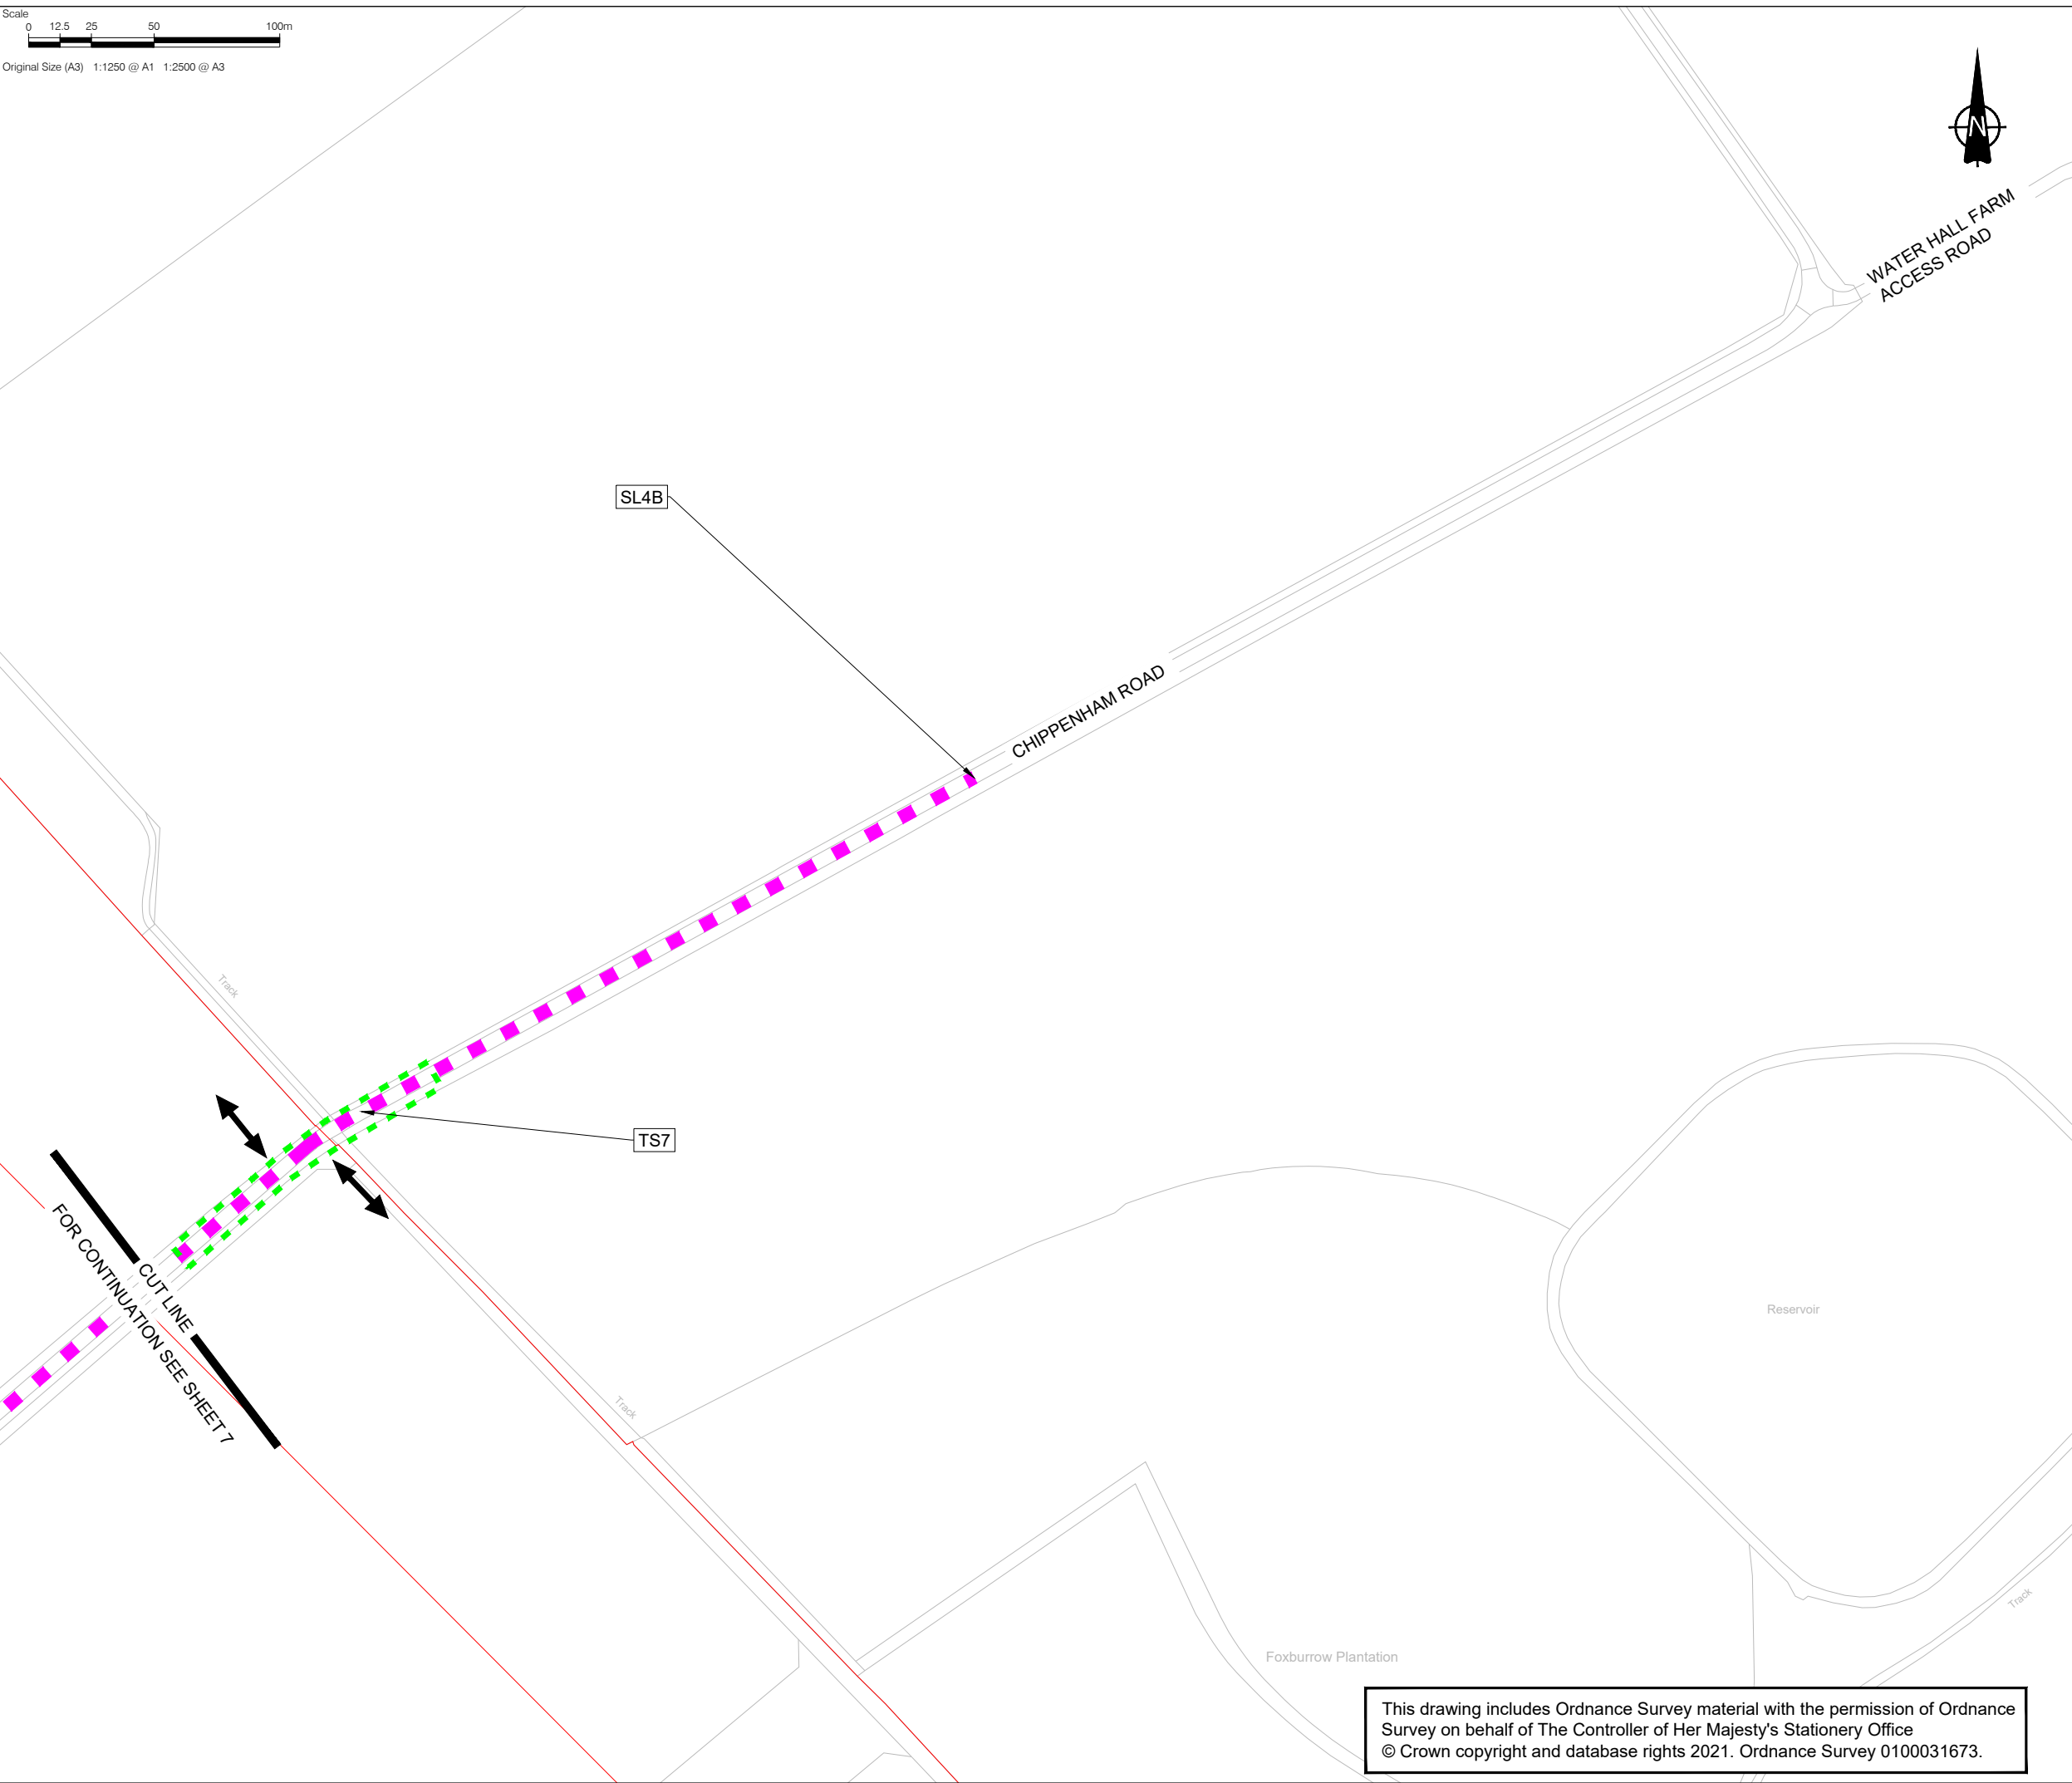 Scale
0 12.5 25 50 100m
Original Size (A3) 1:1250 @ A1 1:2500 @ A3
N
WATER HALL FARM
ACCESS ROAD
SL4B
CHIPPENHAM ROAD
Track
TS7
CUT LINE
FOR CONTINUATION SEE SHEET 7
Reservoir
Track
Track
Foxburrow Plantation
This drawing includes Ordnance Survey material with the permission of Ordnance
Survey on behalf of The Controller of Her Majesty's Stationery Office
© Crown copyright and database rights 2021. Ordnance Survey 0100031673.